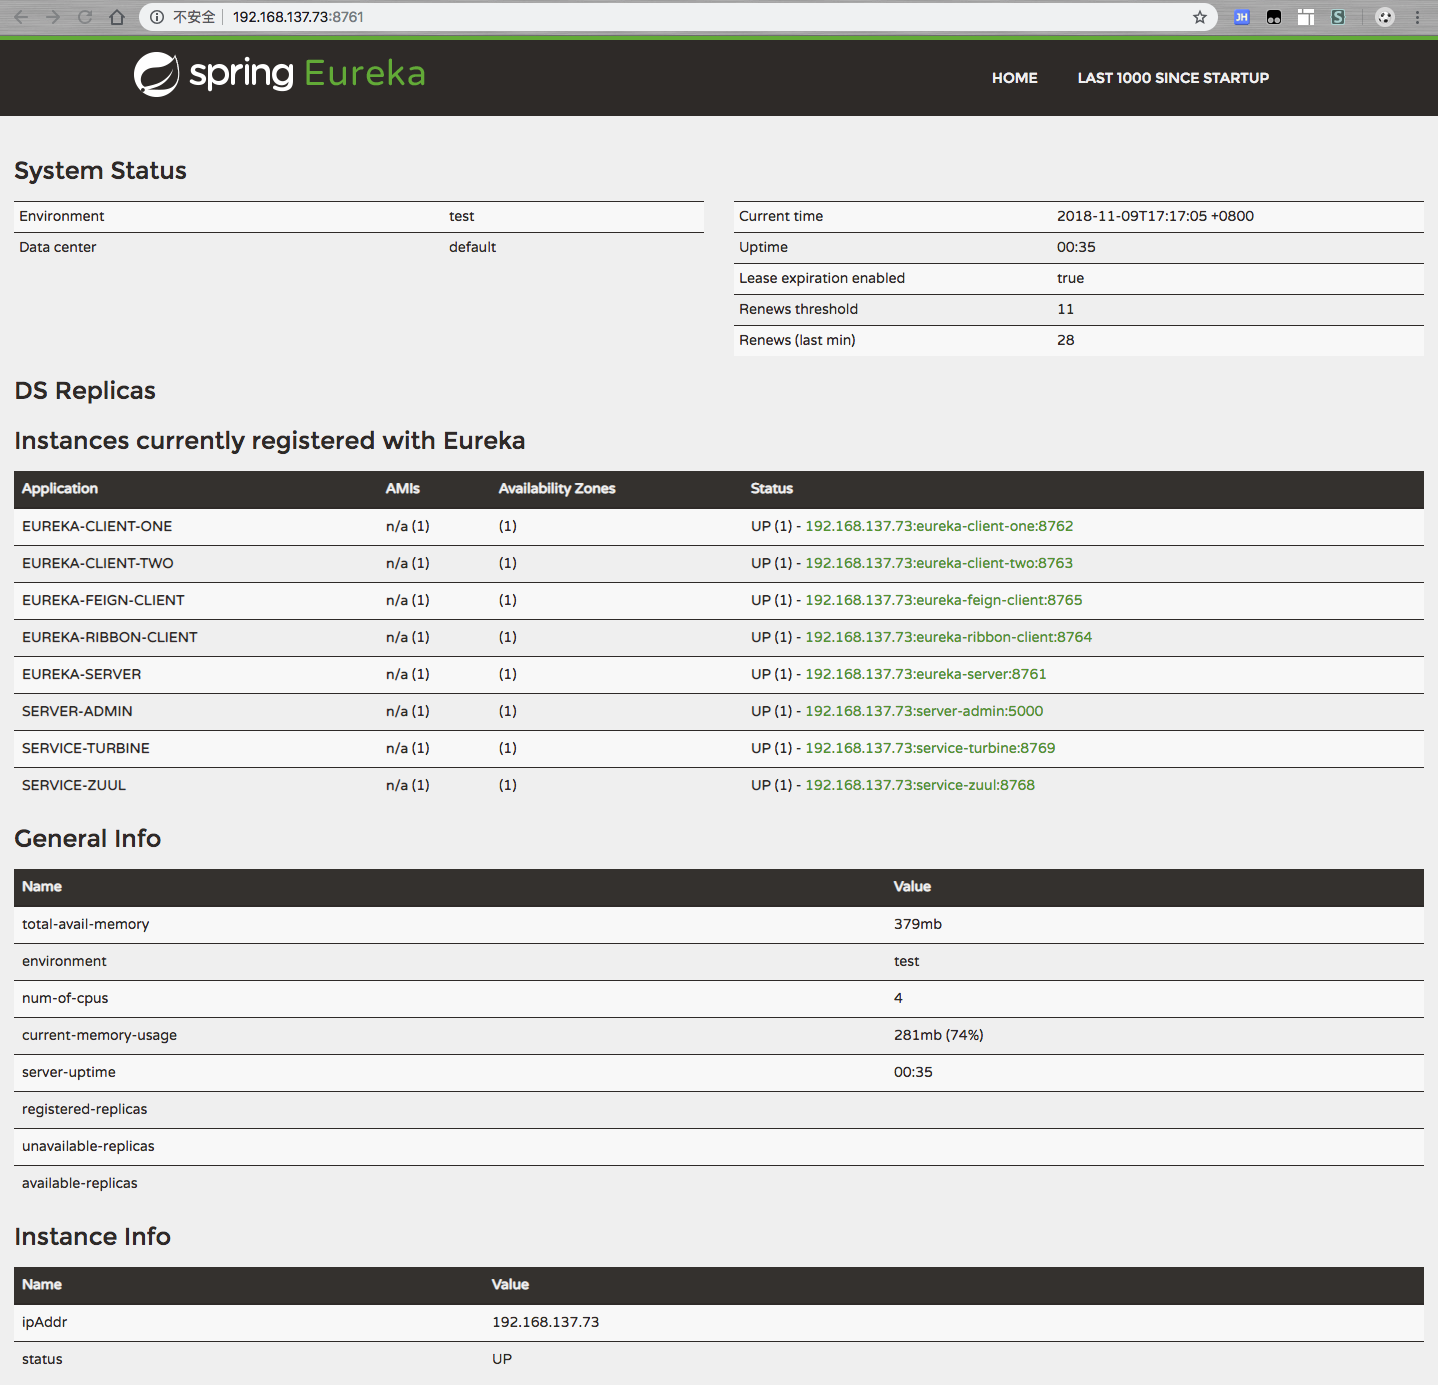 不安全 192.168.137.73:8761
JH S
spring Eureka HOME LAST 1000 SINCE STARTUP
System Status
Environment test
Data center default
Current time 2018-11-09T17:17:05 +0800
Uptime 00:35
Lease expiration enabled true
Renews threshold 11
Renews (last min) 28
DS Replicas
Instances currently registered with Eureka
Application AMIs Availability Zones Status
EUREKA-CLIENT-ONE n/a (1) (1) UP (1) - 192.168.137.73:eureka-client-one:8762
EUREKA-CLIENT-TWO n/a (1) (1) UP (1) - 192.168.137.73:eureka-client-two:8763
EUREKA-FEIGN-CLIENT n/a (1) (1) UP (1) - 192.168.137.73:eureka-feign-client:8765
EUREKA-RIBBON-CLIENT n/a (1) (1) UP (1) - 192.168.137.73:eureka-ribbon-client:8764
EUREKA-SERVER n/a (1) (1) UP (1) - 192.168.137.73:eureka-server:8761
SERVER-ADMIN n/a (1) (1) UP (1) - 192.168.137.73:server-admin:5000
SERVICE-TURBINE n/a (1) (1) UP (1) - 192.168.137.73:service-turbine:8769
SERVICE-ZUUL n/a (1) (1) UP (1) - 192.168.137.73:service-zuul:8768
General Info
Name Value
total-avail-memory 379mb
environment test
num-of-cpus 4
current-memory-usage 281mb (74%)
server-uptime 00:35
registered-replicas
unavailable-replicas
available-replicas
Instance Info
Name Value
ipAddr 192.168.137.73
status UP